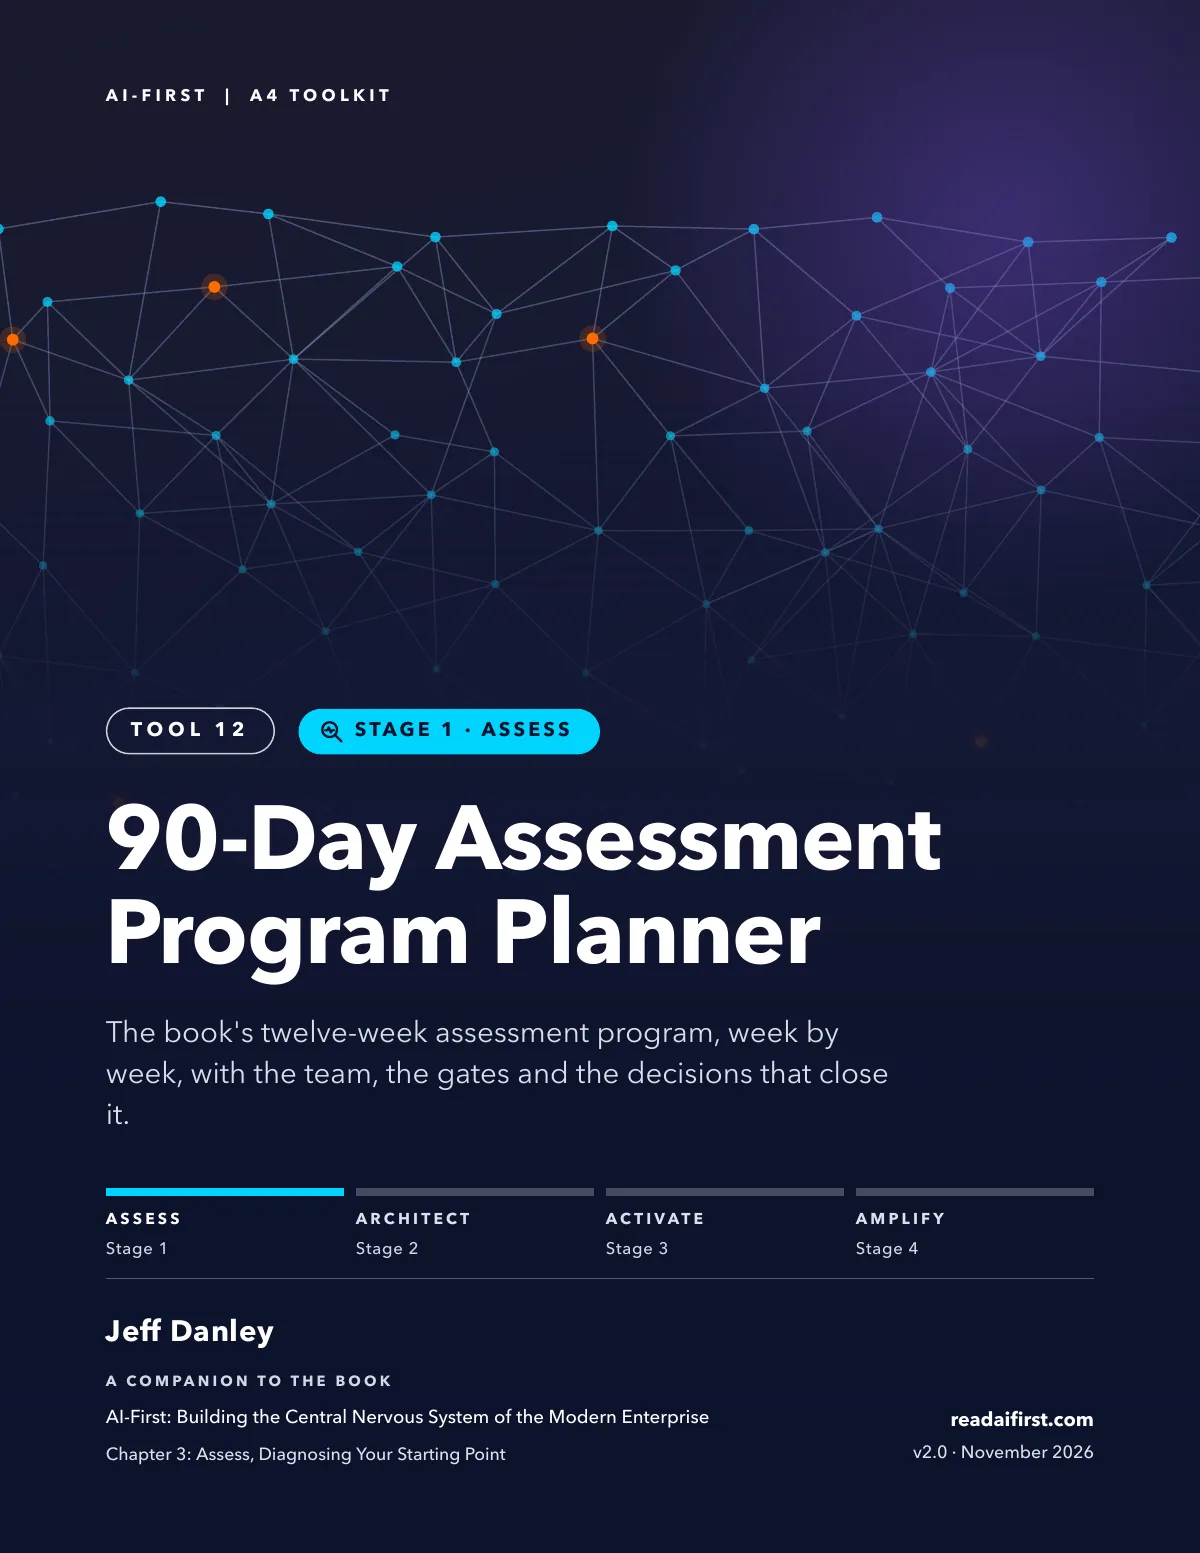 AI-FIRST | A4 TOOLKIT
TOOL 12
STAGE 1 · ASSESS
90-Day Assessment
Program Planner
The book's twelve-week assessment program, week by
week, with the team, the gates and the decisions that close
it.
ASSESS
Stage 1
ARCHITECT
Stage 2
ACTIVATE
Stage 3
AMPLIFY
Stage 4
Jeff Danley
A COMPANION TO THE BOOK
AI-First: Building the Central Nervous System of the Modern Enterprise
Chapter 3: Assess, Diagnosing Your Starting Point
readaifirst.com
v2.0 · November 2026